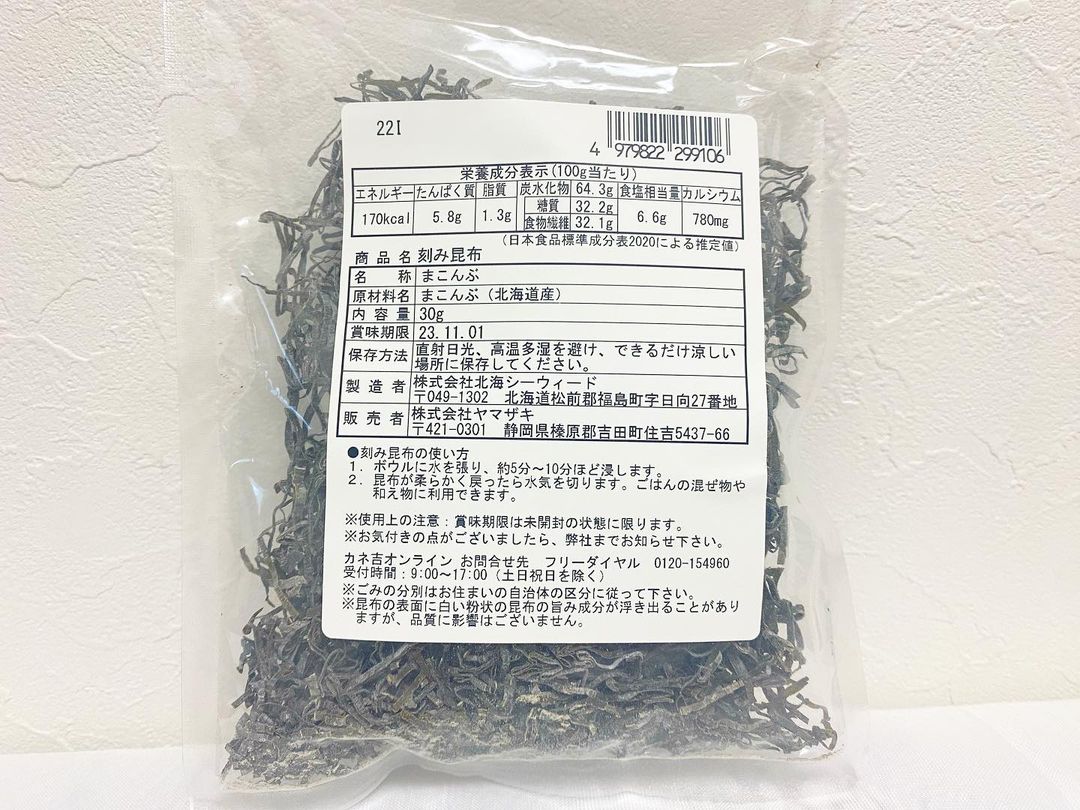 22I
4 979822 299106
栄養成分表示(100g当たり)
エネルギー たんぱく質 脂質 炭水化物 64.3g 食塩相当量 カルシウム
170kcal 5.8g 1.3g 糖質 32.2g 6.6g 780mg
食物繊維 32.1g
(日本食品標準成分表2020による推定値)
商品名 刻み昆布
名称 まこんぶ
原材料名 まこんぶ（北海道産）
内容量 30g
賞味期限 23.11.01
保存方法 直射日光、高温多湿を避け、できるだけ涼しい
場所に保存してください。
製造者 株式会社北海シーウィード
〒049-1302 北海道松前郡福島町字日向27番地
販売者 株式会社ヤマザキ
〒421-0301 静岡県榛原郡吉田町住吉5437-66
●刻み昆布の使い方
1. ボウルに水を張り、約5分〜10分ほど浸します。
2. 昆布が柔らかく戻ったら水気を切ります。ごはんの混ぜ物や
和え物に利用できます。
※使用上の注意：賞味期限は未開封の状態に限ります。
※お気付きの点がございましたら、弊社までお知らせ下さい。
カネ吉オンライン お問合せ先 フリーダイヤル 0120-154960
受付時間：9:00〜17:00（土日祝日を除く）
※ごみの分別はお住まいの自治体の区分に従って下さい。
※昆布の表面に白い粉状の昆布の旨み成分が浮き出ることがあり
ますが、品質に影響はございません。